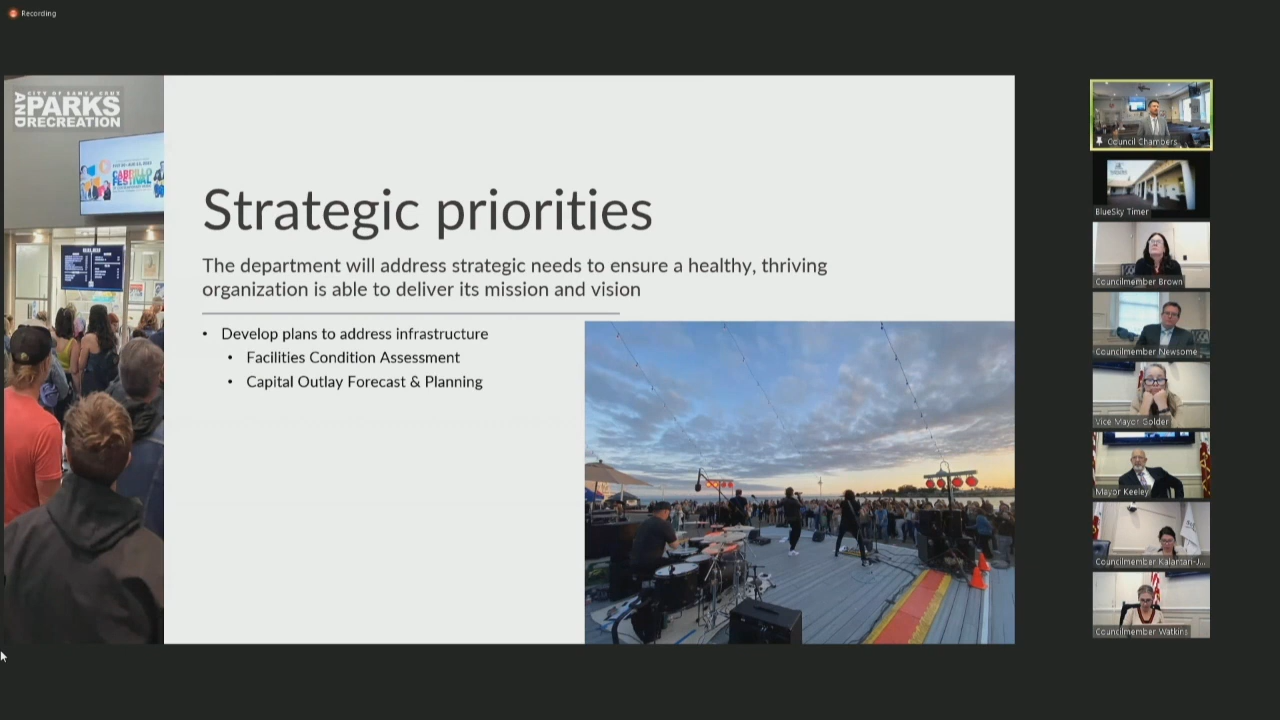 Recording
CITY OF SANTA CRUZ
PARKS
AND
RECREATION
CABRILLO
FESTIVAL
Strategic priorities
The department will address strategic needs to ensure a healthy, thriving
organization is able to deliver its mission and vision
• Develop plans to address infrastructure
• Facilities Condition Assessment
• Capital Outlay Forecast & Planning
Council Chambers
BlueSky Timer
Councilmember Brown
Councilmember Newsome
Vice Mayor Golder
Mayor Keeley
Councilmember Kalantari-J...
Councilmember Watkins